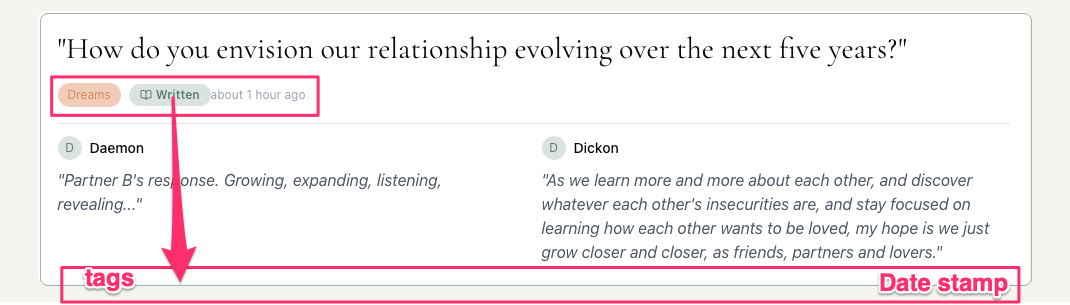 "How do you envision our relationship evolving over the next five years?"
Dreams Written about 1 hour ago
D Daemon
"Partner B's response. Growing, expanding, listening,
revealing..."
D Dickon
"As we learn more and more about each other, and discover
whatever each other's insecurities are, and stay focused on
learning how each other wants to be loved, my hope is we just
grow closer and closer, as friends, partners and lovers."
tags
Date stamp